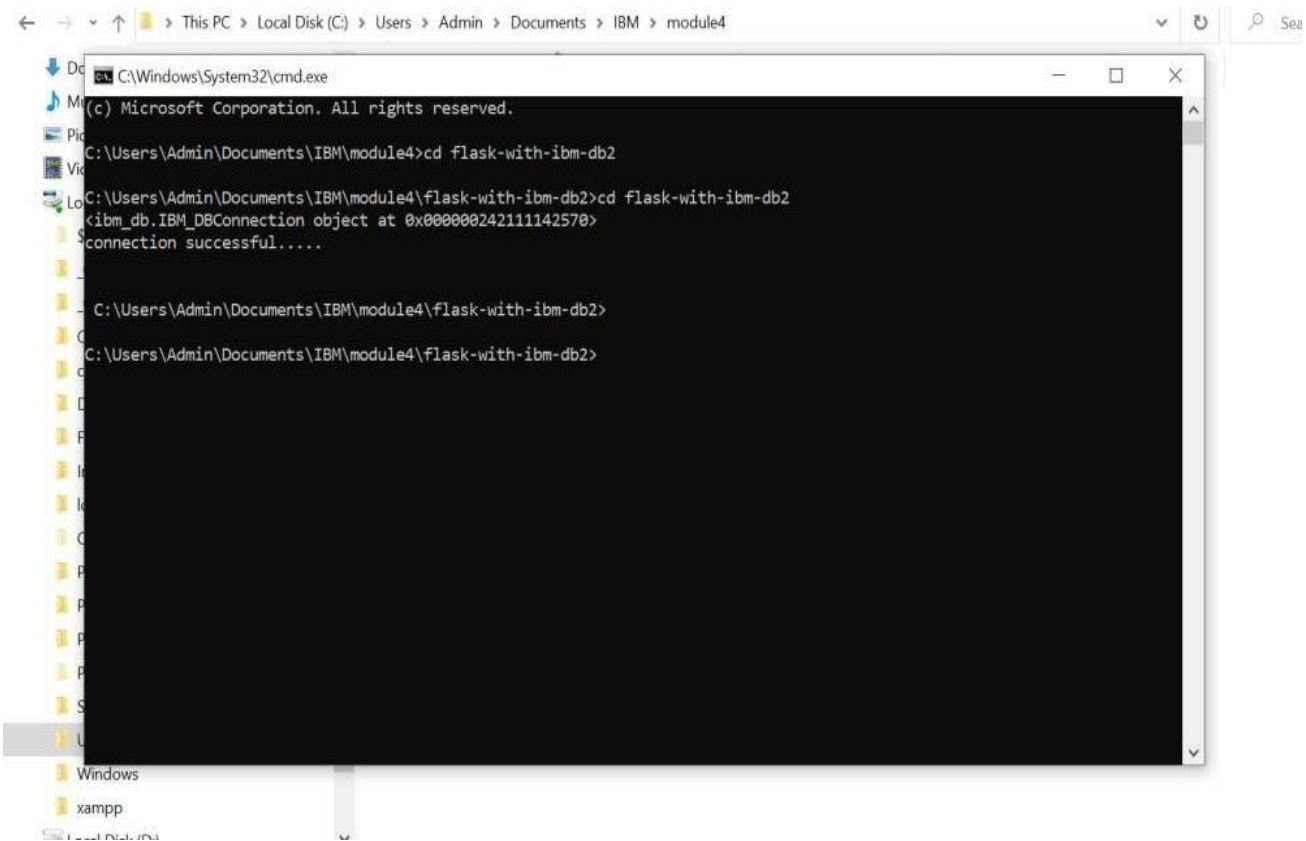 This PC > Local Disk (C:) > Users > Admin > Documents > IBM > module4
C:\Windows\System32\cmd.exe
(c) Microsoft Corporation. All rights reserved.
C:\Users\Admin\Documents\IBM\module4>cd flask-with-ibm-db2
C:\Users\Admin\Documents\IBM\module4\flask-with-ibm-db2>cd flask-with-ibm-db2
<ibm_db.IBM_DBConnection object at 0x000000242111142570>
connection successful.....
C:\Users\Admin\Documents\IBM\module4\flask-with-ibm-db2>
C:\Users\Admin\Documents\IBM\module4\flask-with-ibm-db2>
Windows
xampp